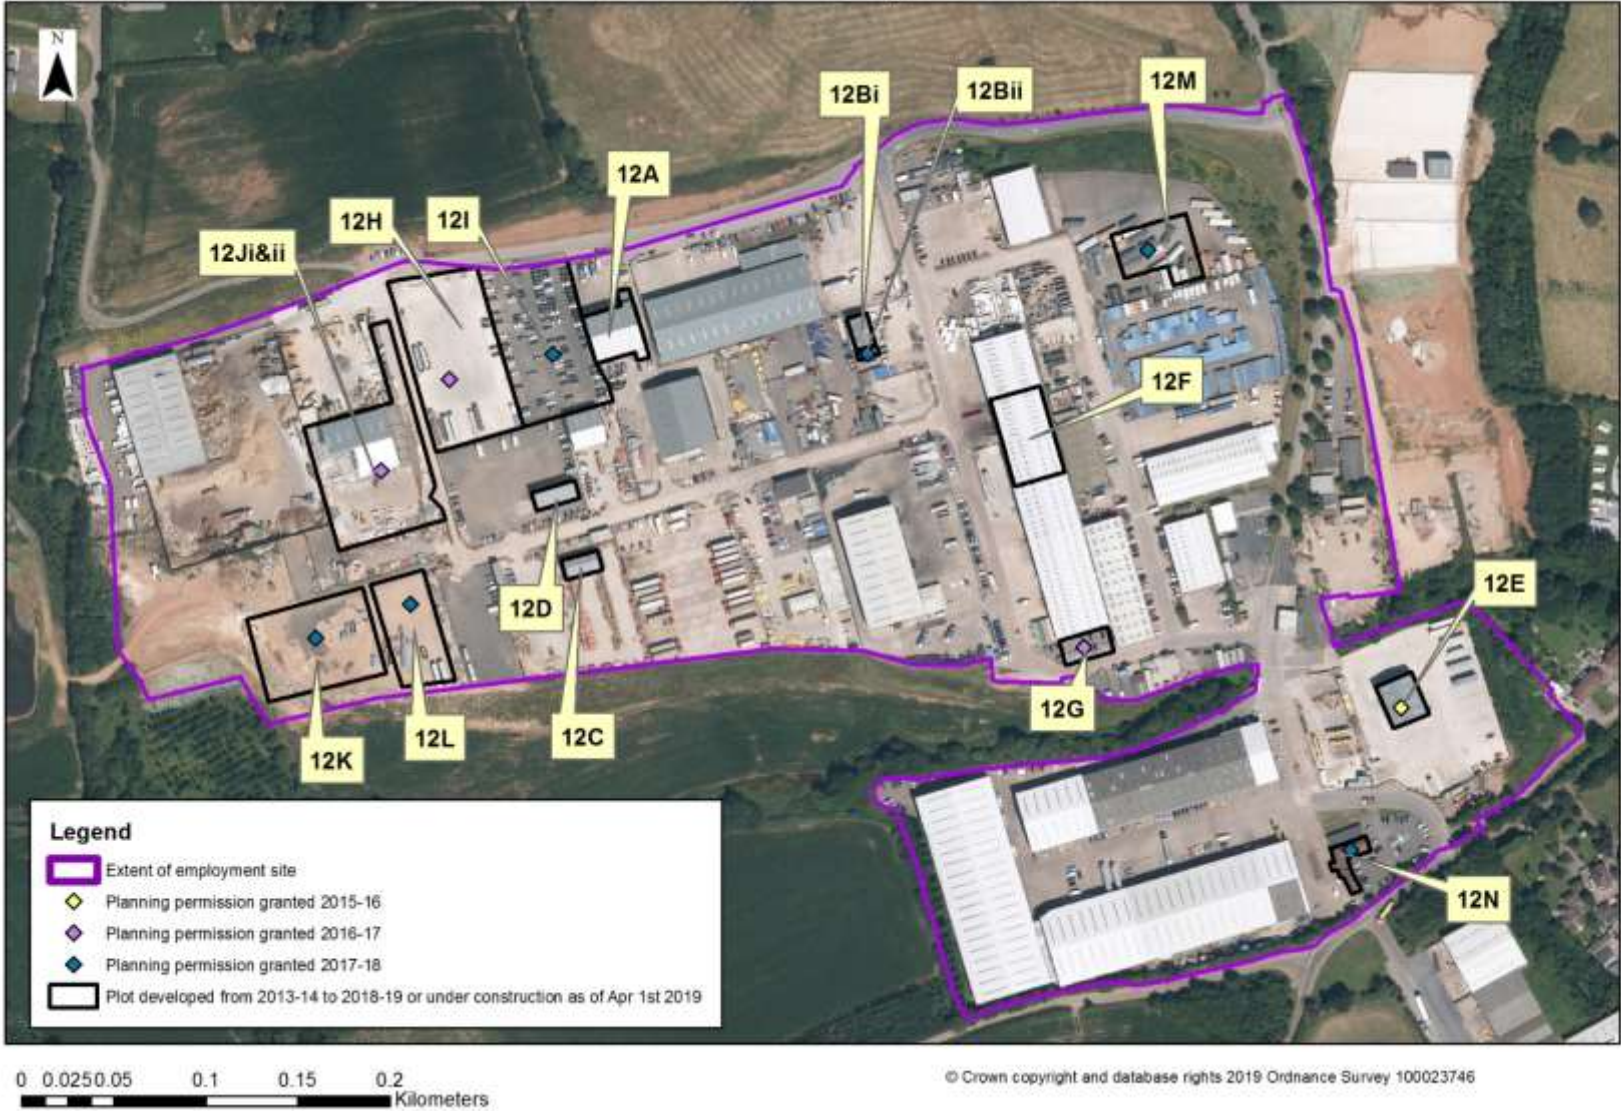 N
12Bi
12Bii
12M
12A
12H
12I
12Ji&ii
12F
12E
12D
12G
12C
12L
12K
12N
Legend
Extent of employment site
Planning permission granted 2015-16
Planning permission granted 2016-17
Planning permission granted 2017-18
Plot developed from 2013-14 to 2018-19 or under construction as of Apr 1st 2019
0 0.0250.05 0.1 0.15 0.2
Kilometers
© Crown copyright and database rights 2019 Ordnance Survey 100023746